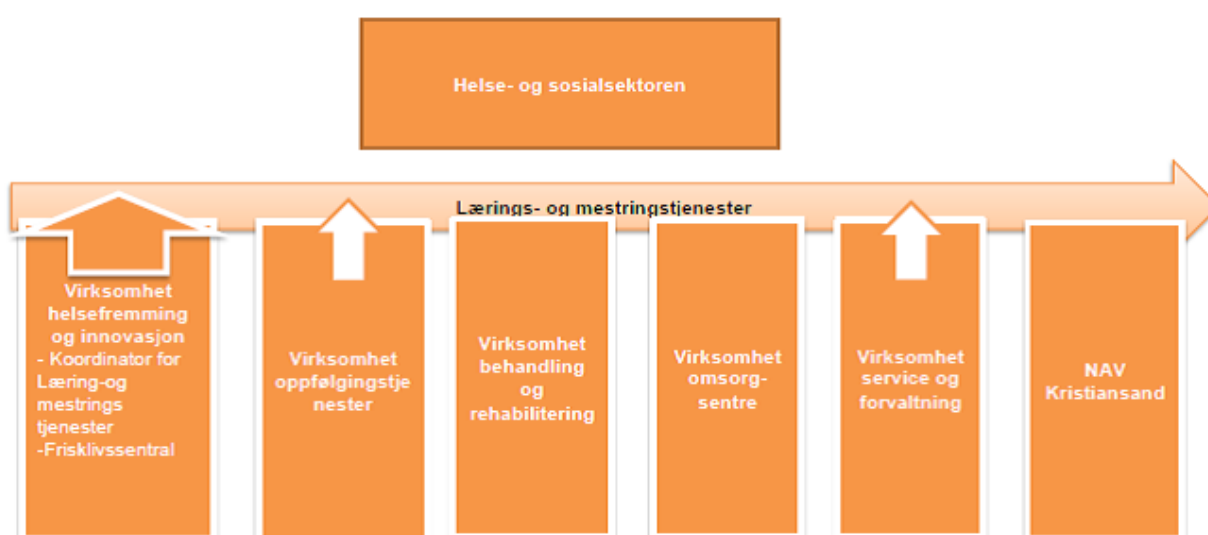 Helse- og sosialsektoren
Lærings- og mestringstjenester
Virksomhet
helsefremming
og innovasjon
- Koordinator for
Læring-og
mestrings
tjenester
-Frisklivssentral
Virksomhet
oppfølgingstje
nester
Virksomhet
behandling
og
rehabilitering
Virksomhet
omsorg-
sentre
Virksomhet
service og
forvaltning
NAV
Kristiansand